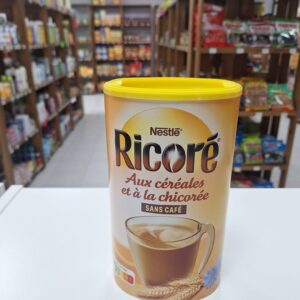 Nestlé
Ricoré
Aux céréales
et à la chicorée
SANS CAFÉ